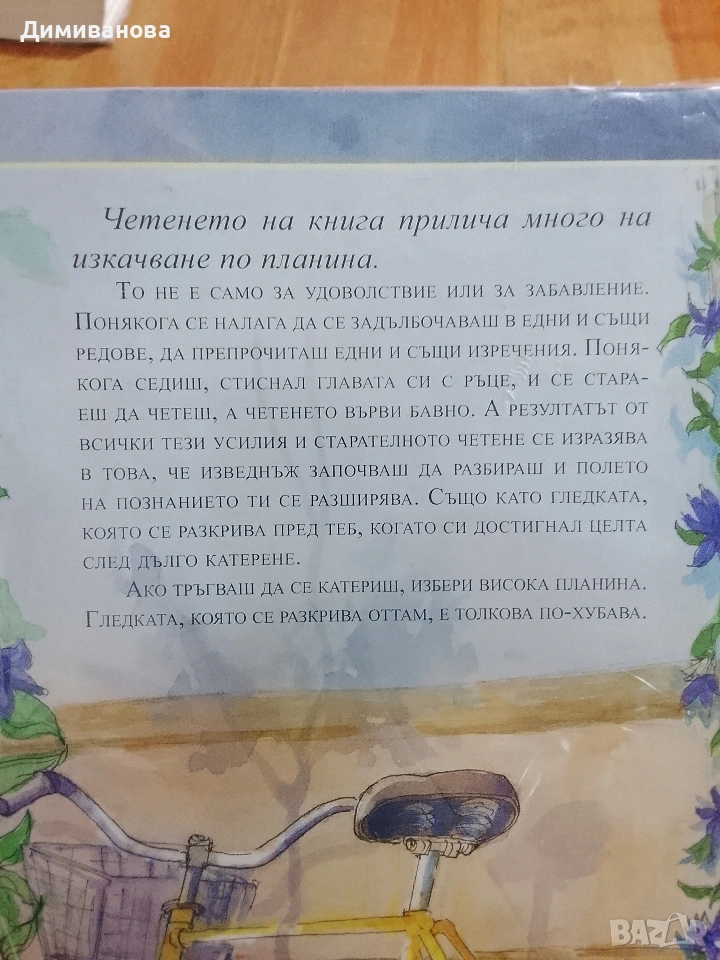 Димиванова
Четенето на книга прилича много на
изкачване по планина.
То не е само за удоволствие или за забавление.
Понякога се налага да се задълбочаваш в едни и същи
редове, да препрочиташ едни и същи изречения. Поня-
кога седиш, стиснал главата си с ръце, и се стара-
еш да четеш, а четенето върви бавно. А резултатът от
всички тези усилия и старателното четене се изразява
в това, че изведнъж започваш да разбираш и полето
на познанието ти се разширява. Също като гледката,
която се разкрива пред теб, когато си достигнал целта
след дълго катерене.
Ако тръгваш да се катериш, избери висока планина.
Гледката, която се разкрива оттам, е толкова по-хубава.
BAZAR